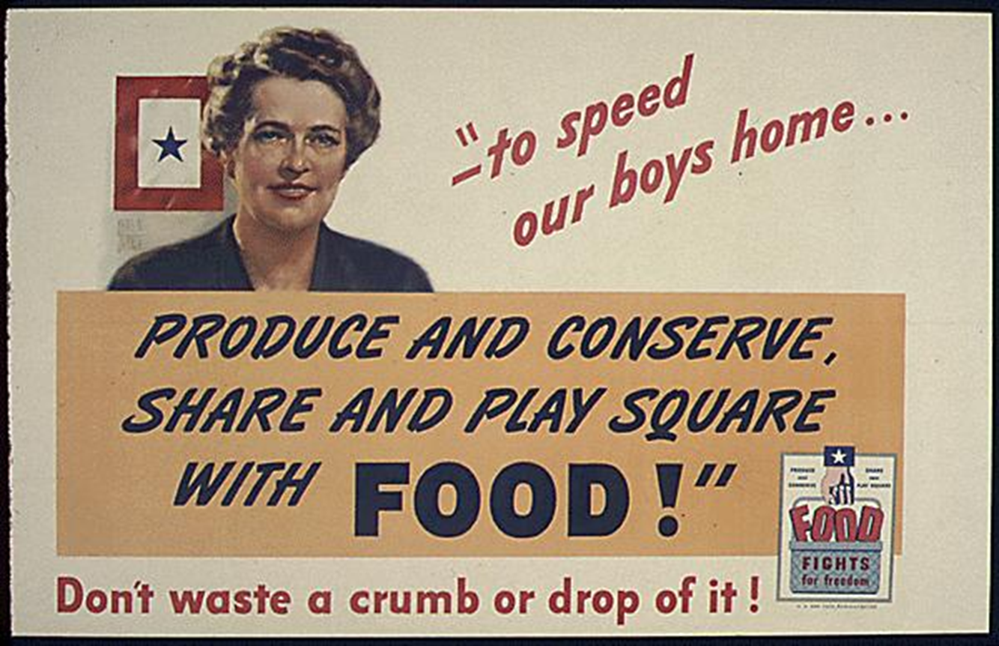 “–to speed
our boys home...
PRODUCE AND CONSERVE,
SHARE AND PLAY SQUARE
WITH FOOD!”
PRODUCE
AND
CONSERVE
SHARE
AND
PLAY SQUARE
FOOD
FIGHTS
for freedom
Don't waste a crumb or drop of it!